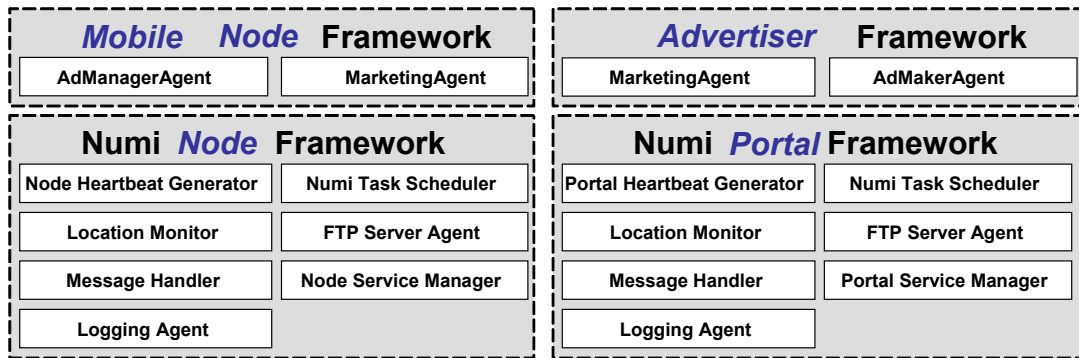 Mobile Node Framework
AdManagerAgent MarketingAgent
Numi Node Framework
Node Heartbeat Generator Numi Task Scheduler
Location Monitor FTP Server Agent
Message Handler Node Service Manager
Logging Agent
Advertiser Framework
MarketingAgent AdMakerAgent
Numi Portal Framework
Portal Heartbeat Generator Numi Task Scheduler
Location Monitor FTP Server Agent
Message Handler Portal Service Manager
Logging Agent